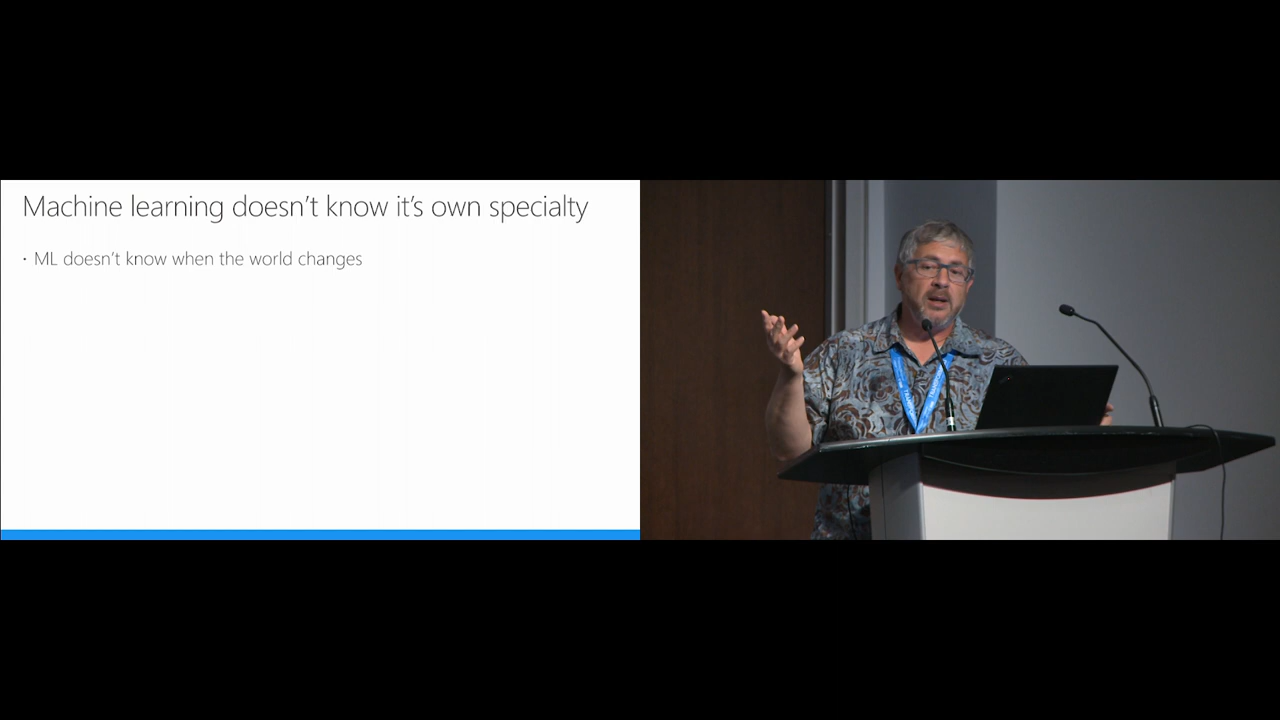 Machine learning doesn't know it's own specialty
· ML doesn't know when the world changes